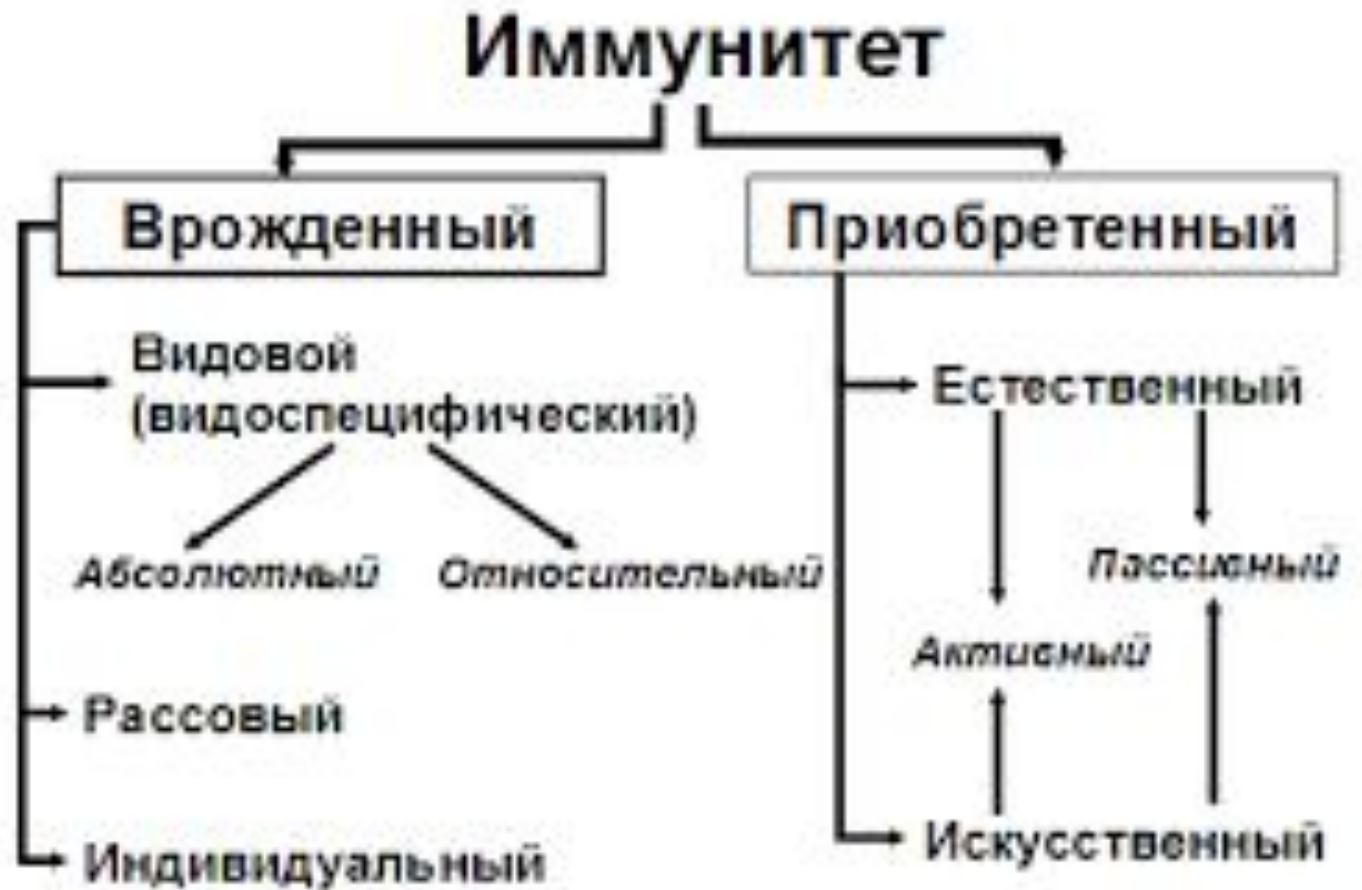 Иммунитет
Врожденный
Приобретенный
Видовой
(видоспецифический)
Естественный
Абсолютный
Относительный
Пассивный
Активный
Рассовый
Искусственный
Индивидуальный